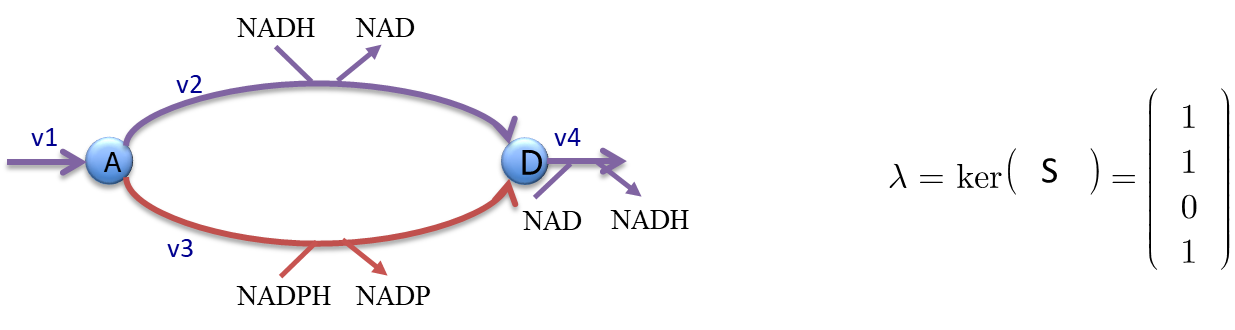 NADH NAD
v2
v1
A
D
v4
v3
NAD NADH
NADPH NADP
λ = ker( S ) =
1
1
0
1